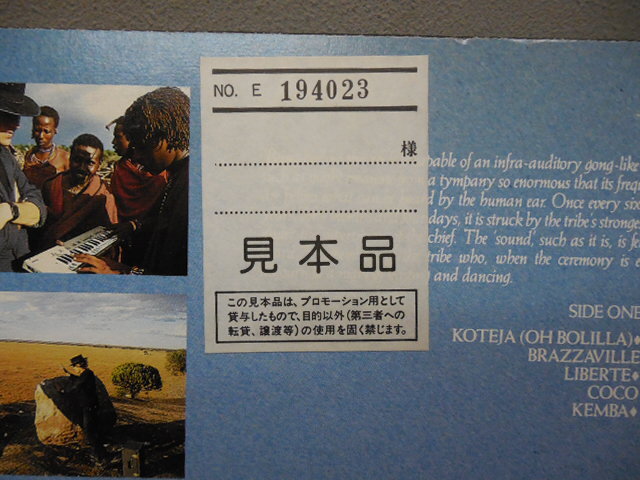 NO. E 194023
様
見本品
この見本品は、プロモーション用として
貸与したもので、目的以外(第三者への
転貸、譲渡等)の使用を固く禁じます。
of an infra-auditory gong-like
a tympany so enormous that its
by the human ear. Once every six
days, it is struck by the tribe's
chief. The 'sound', such as it is, is
tribe who, when the ceremony is
and dancing.
SIDE ONE
KOTEJA (OH BOLILLA)♦
BRAZZAVILLE
LIBERTE♦
COCO
KEMBA♦